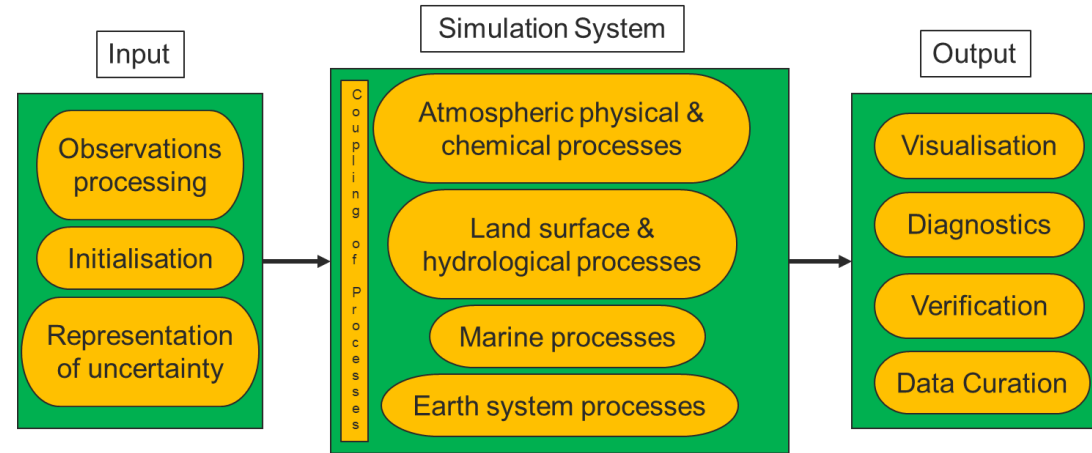 Input
Simulation System
Output
Observations
processing
Initialisation
Representation
of uncertainty
Coupling of Processes
Atmospheric physical &
chemical processes
Land surface &
hydrological processes
Marine processes
Earth system processes
Visualisation
Diagnostics
Verification
Data Curation